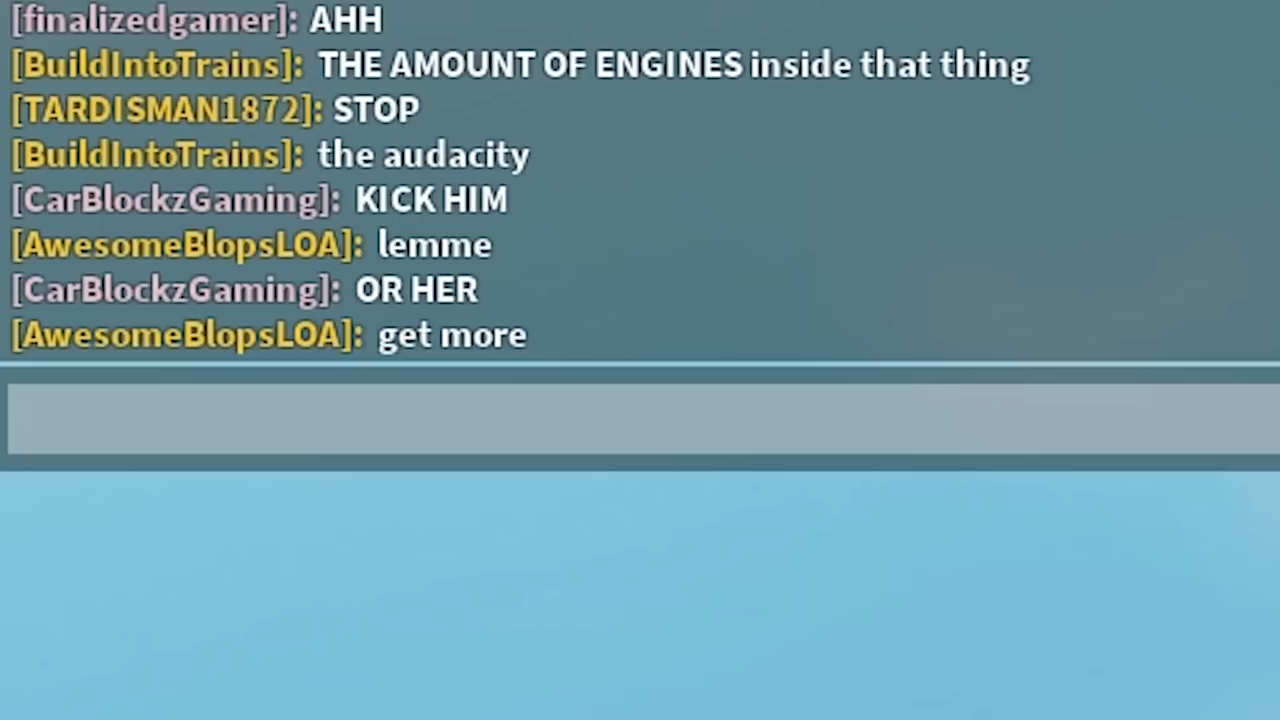 [finalizedgamer]: AHH
[BuildIntoTrains]: THE AMOUNT OF ENGINES inside that thing
[TARDISMAN1872]: STOP
[BuildIntoTrains]: the audacity
[CarBlockzGaming]: KICK HIM
[AwesomeBlopsLOA]: lemme
[CarBlockzGaming]: OR HER
[AwesomeBlopsLOA]: get more